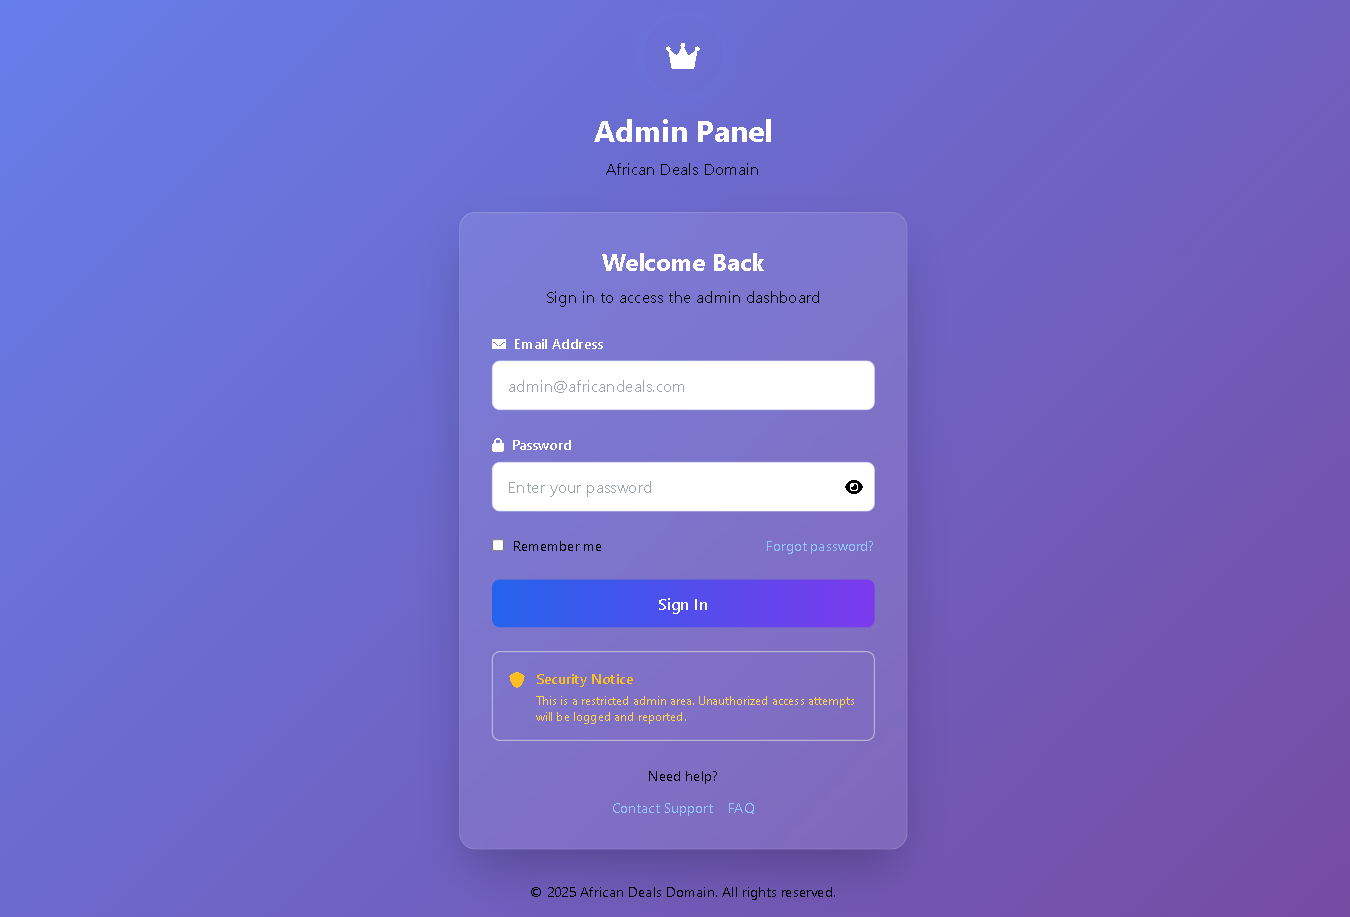 Admin Panel
African Deals Domain
Welcome Back
Sign in to access the admin dashboard
Email Address
admin@africandeals.com
Password
Enter your password
Remember me
Forgot password?
Sign In
Security Notice
This is a restricted admin area. Unauthorized access attempts
will be logged and reported.
Need help?
Contact Support FAQ
© 2025 African Deals Domain. All rights reserved.